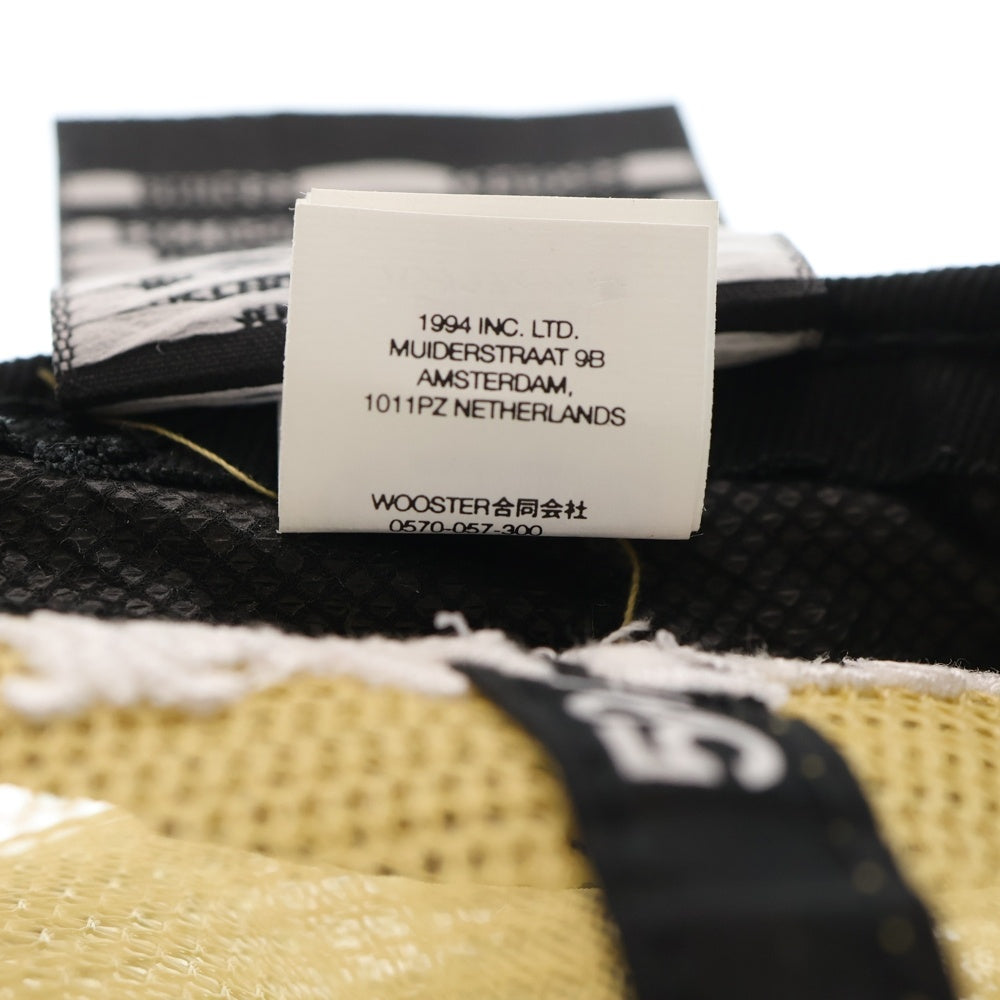 1994 INC. LTD.
MUIDERSTRAAT 9B
AMSTERDAM,
1011PZ NETHERLANDS
WOOSTER合同会社
0570-057-300